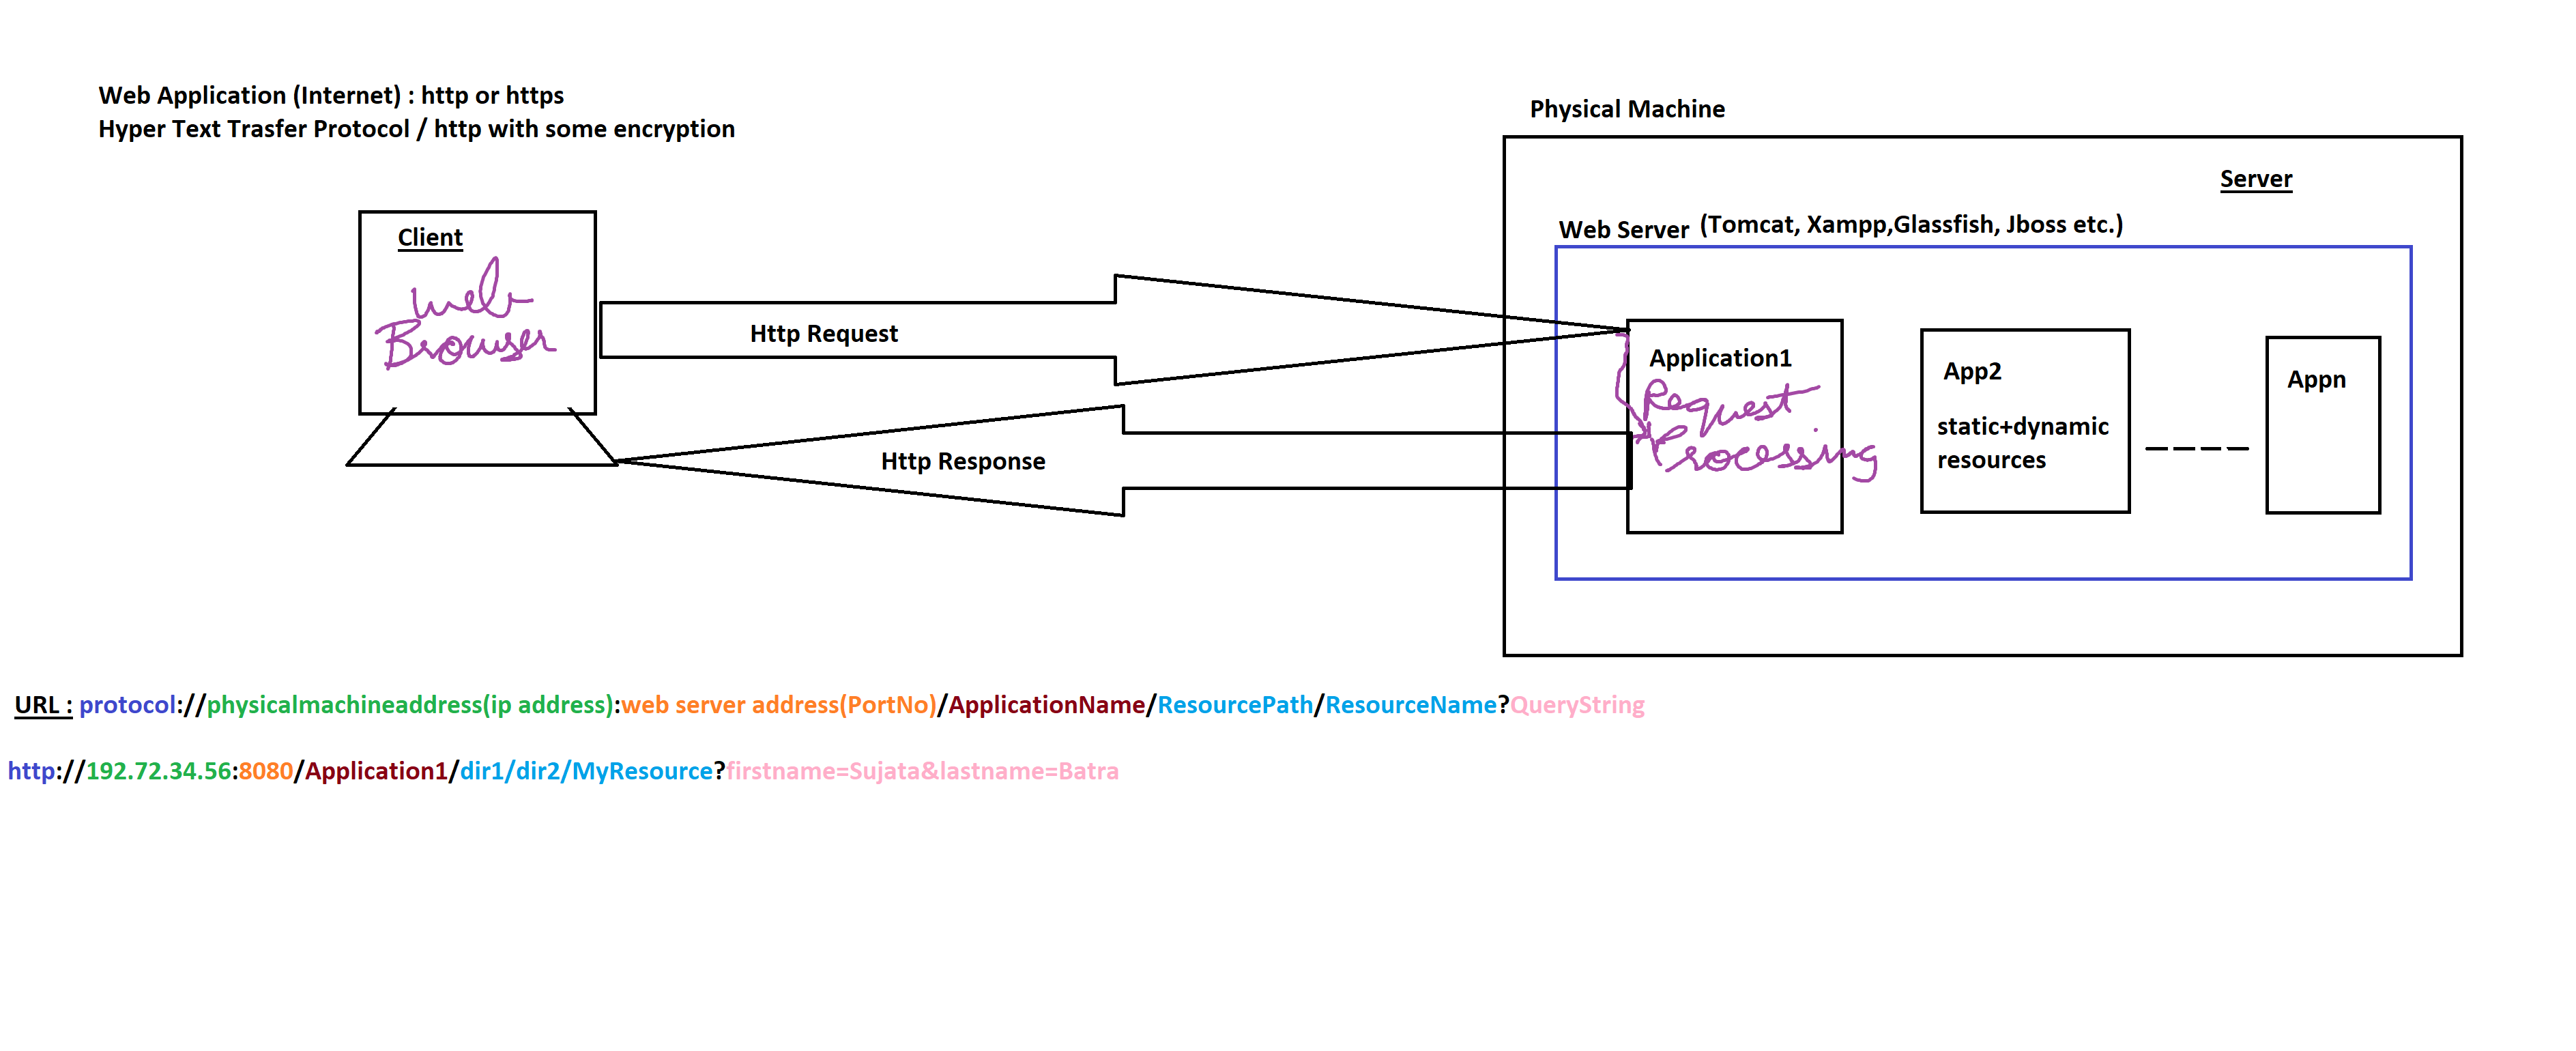 Web Application (Internet) : http or https
Hyper Text Trasfer Protocol / http with some encryption
Physical Machine
Server
Web Server (Tomcat, Xampp,Glassfish, Jboss etc.)
Client
Web
Browser
Http Request
Http Response
Application1
Request
Processing
App2
static+dynamic
resources
Appn
URL : protocol://physicalmachineaddress(ip address):web server address(PortNo)/ApplicationName/ResourcePath/ResourceName?QueryString
http://192.72.34.56:8080/Application1/dir1/dir2/MyResource?firstname=Sujata&lastname=Batra